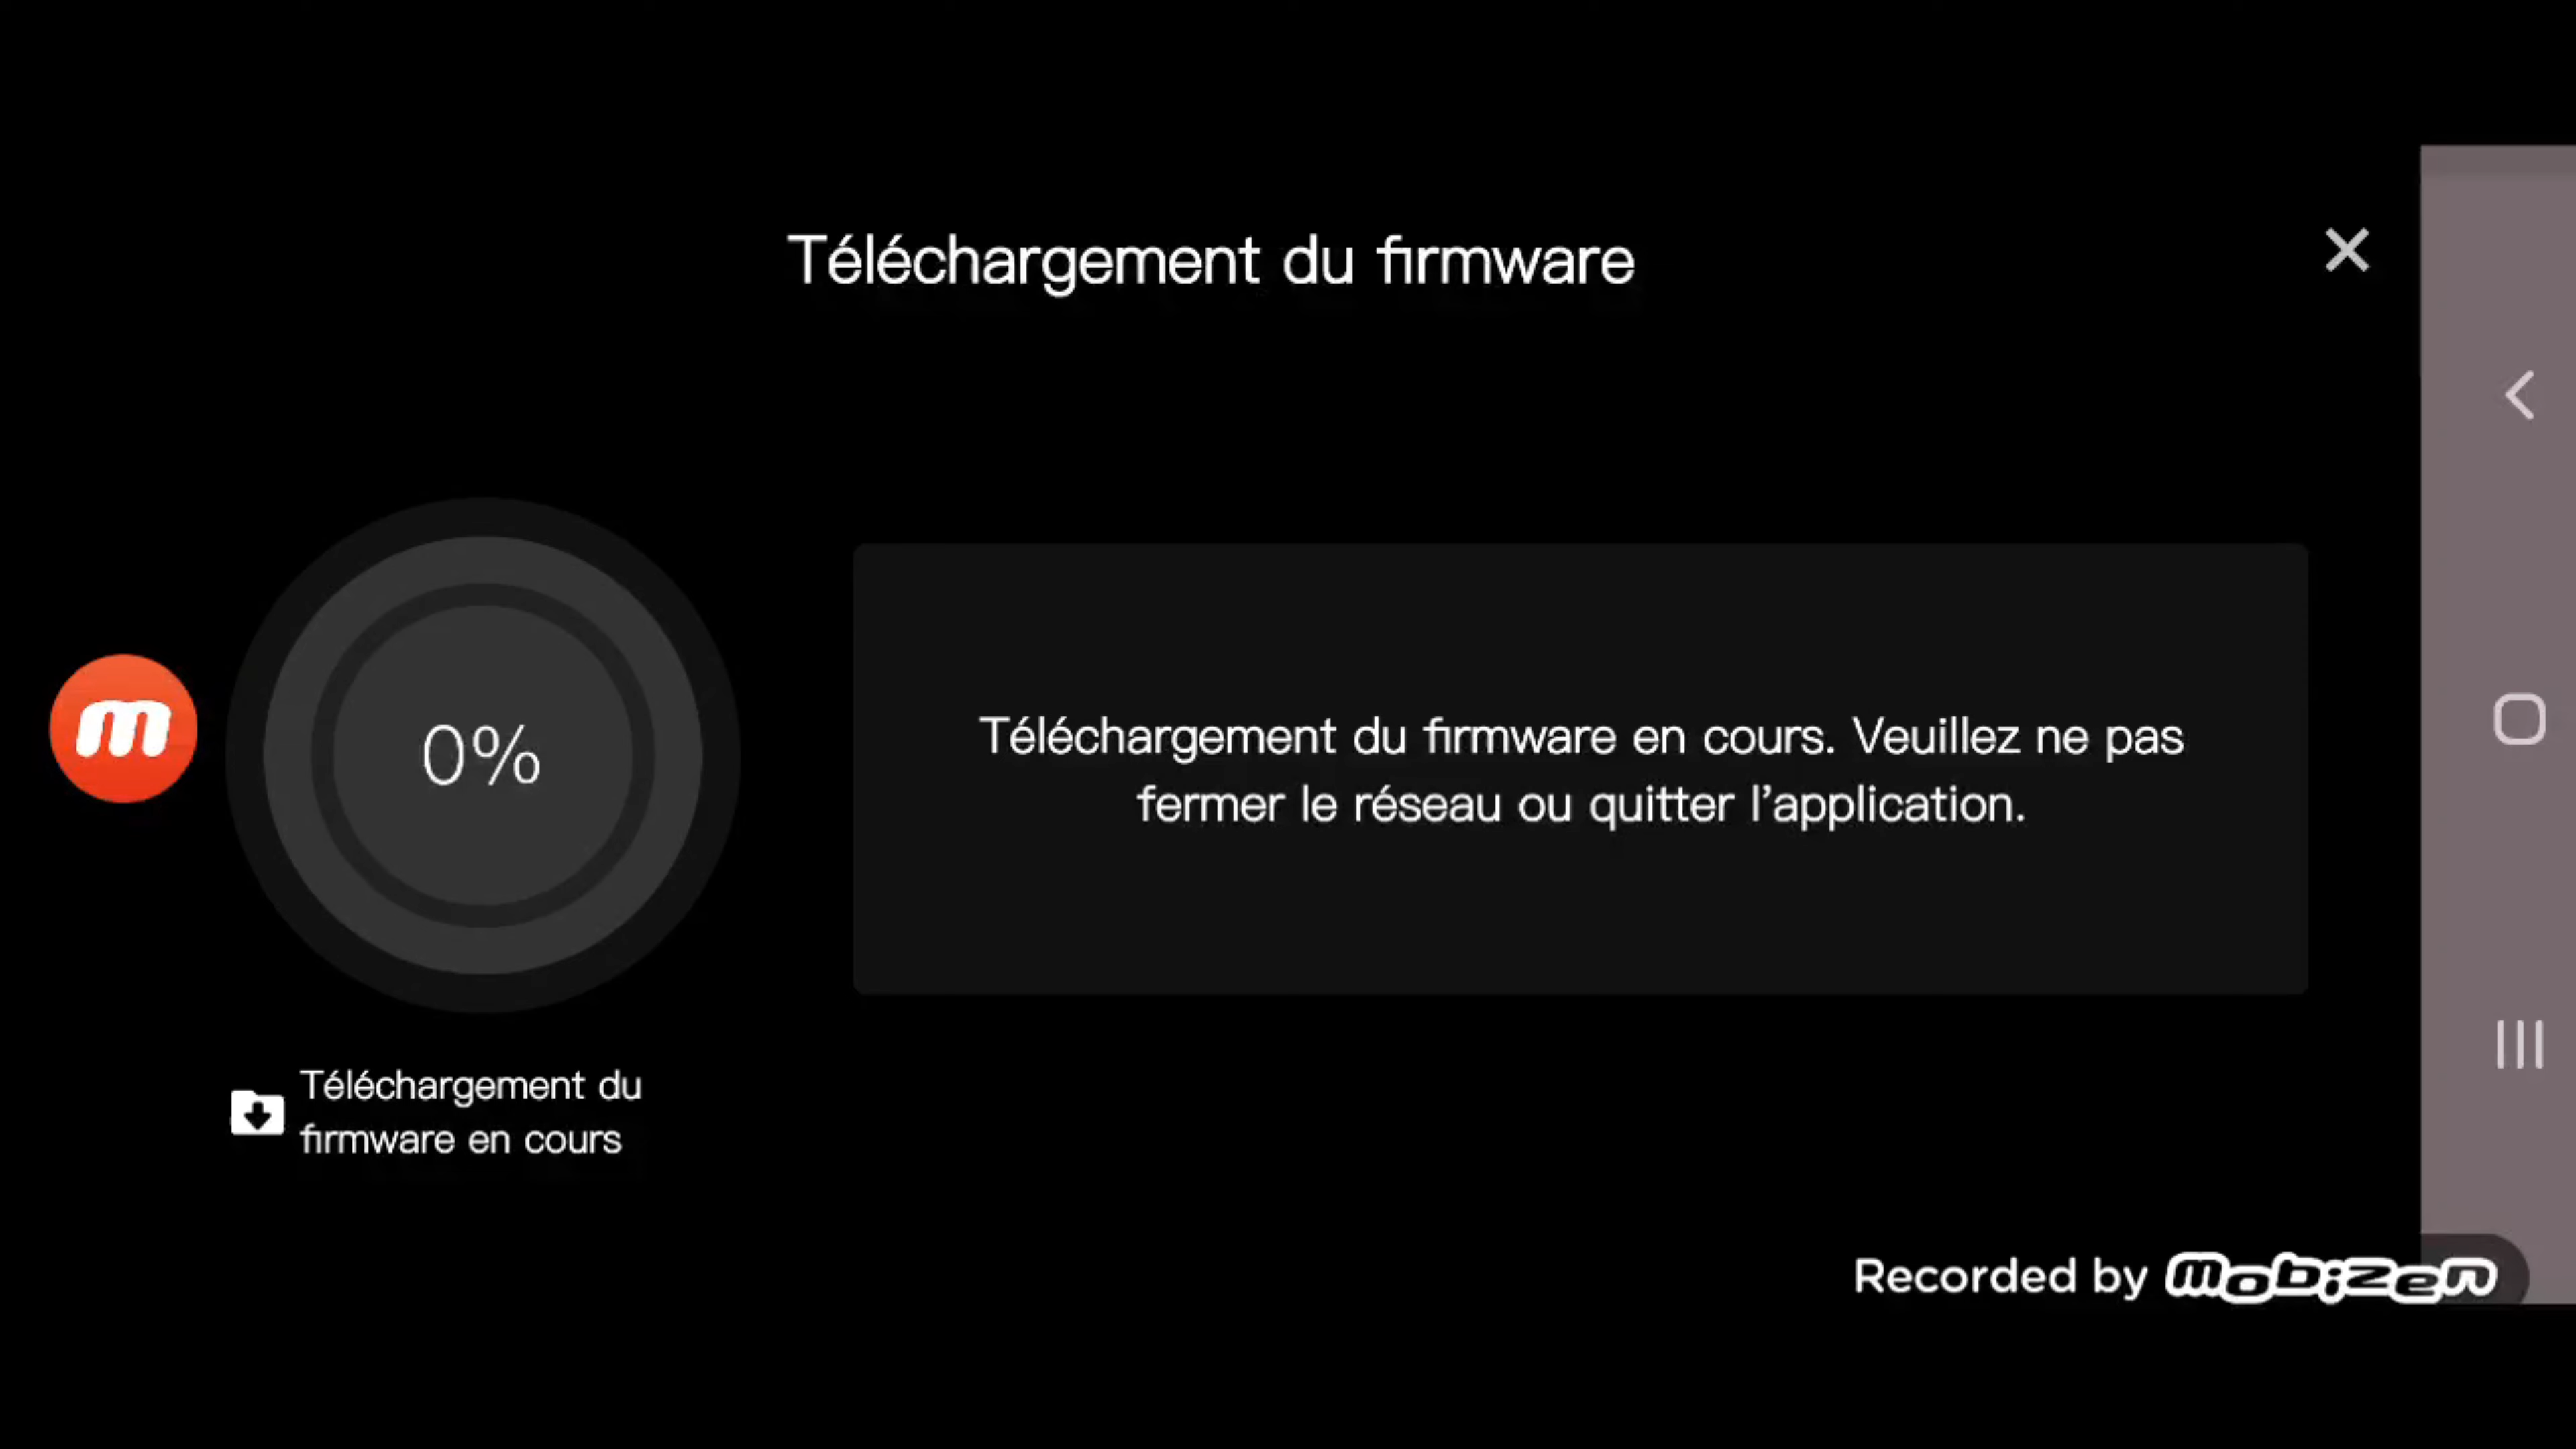 Téléchargement du firmware
m
0%
Téléchargement du firmware en cours. Veuillez ne pas
fermer le réseau ou quitter l'application.
Téléchargement du
firmware en cours
Recorded by mobizen